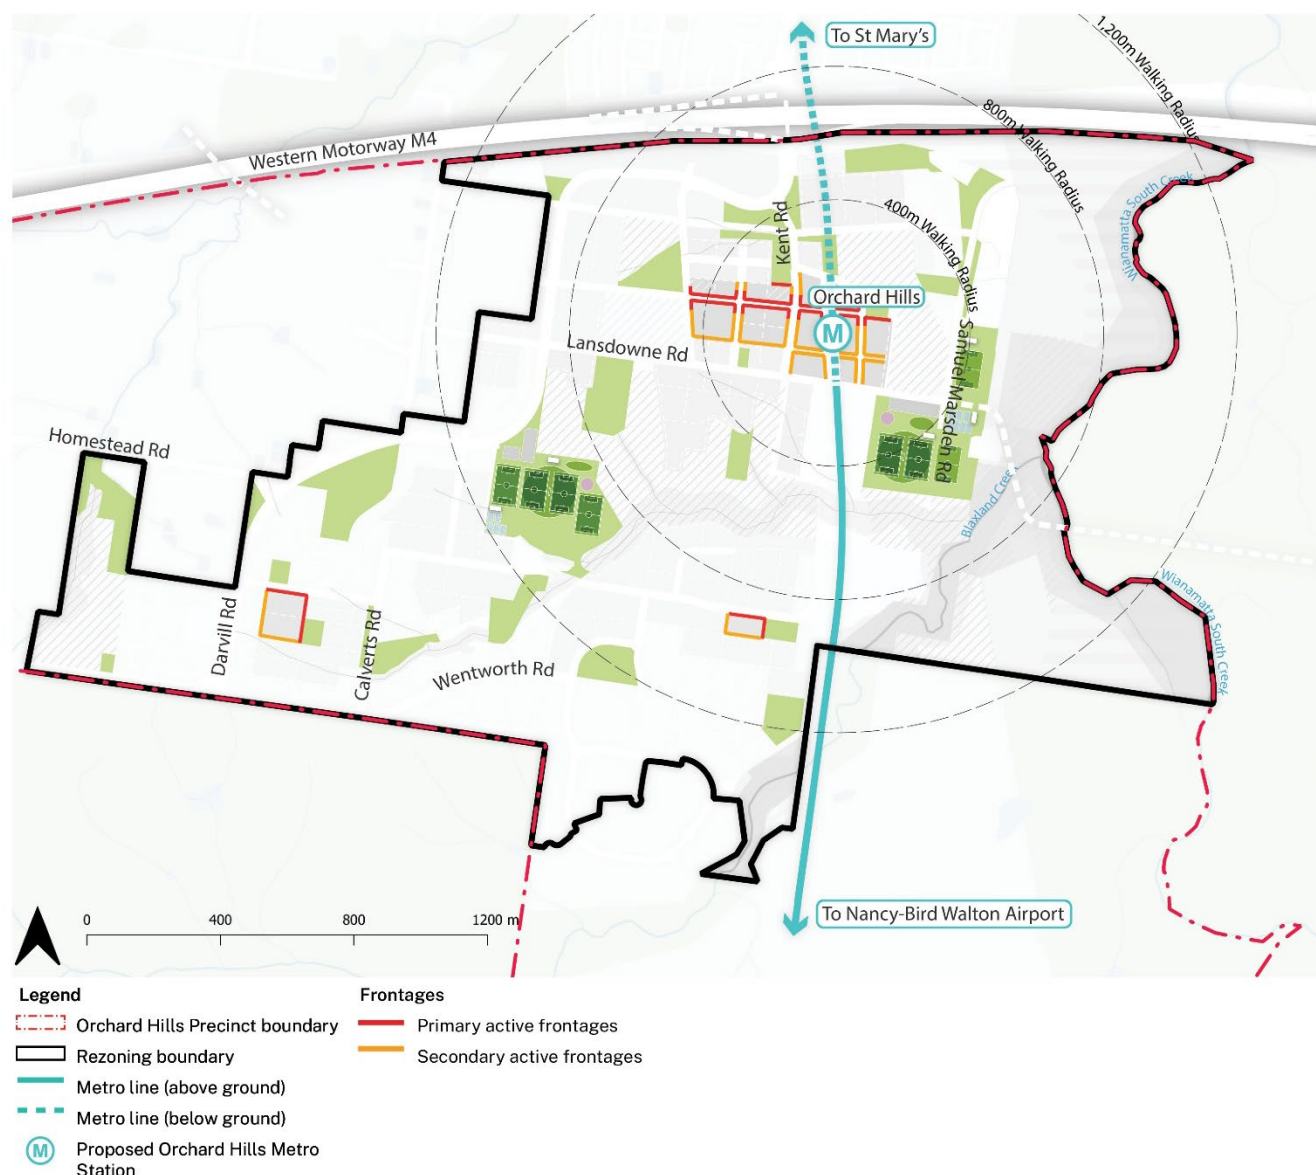 To St Mary's
1,200m Walking Radius
800m Walking Radius
Western Motorway M4
Wianamatta South Creek
400m Walking Radius
Kent Rd
Orchard Hills
M
Samuel Marsden Rd
Lansdowne Rd
Homestead Rd
Blaxland Creek
Wianamatta South Creek
Darvill Rd
Calverts Rd
Wentworth Rd
To Nancy-Bird Walton Airport
0 400 800 1200 m
Legend
Orchard Hills Precinct boundary
Rezoning boundary
Metro line (above ground)
Metro line (below ground)
M
Proposed Orchard Hills Metro
Station
Frontages
Primary active frontages
Secondary active frontages